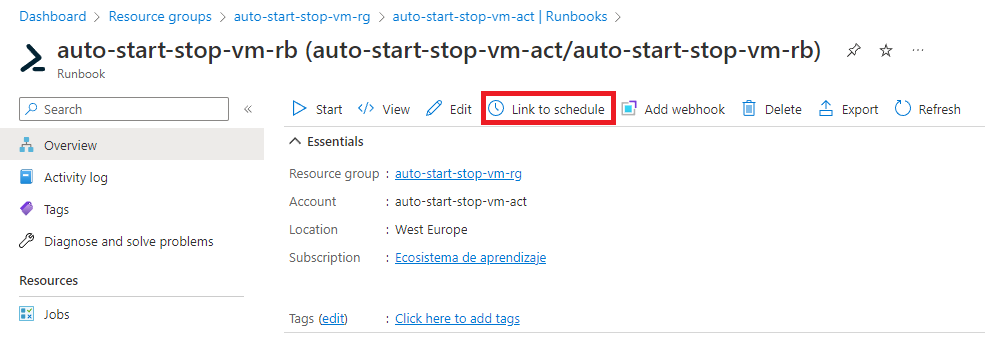 Dashboard > Resource groups > auto-start-stop-vm-rg > auto-start-stop-vm-act | Runbooks >
auto-start-stop-vm-rb (auto-start-stop-vm-act/auto-start-stop-vm-rb)
Runbook
Search
Start View Edit Link to schedule Add webhook Delete Export Refresh
Overview
Activity log
Tags
Diagnose and solve problems
Resources
Jobs
Essentials
Resource group : auto-start-stop-vm-rg
Account : auto-start-stop-vm-act
Location : West Europe
Subscription : Ecosistema de aprendizaje
Tags (edit) : Click here to add tags